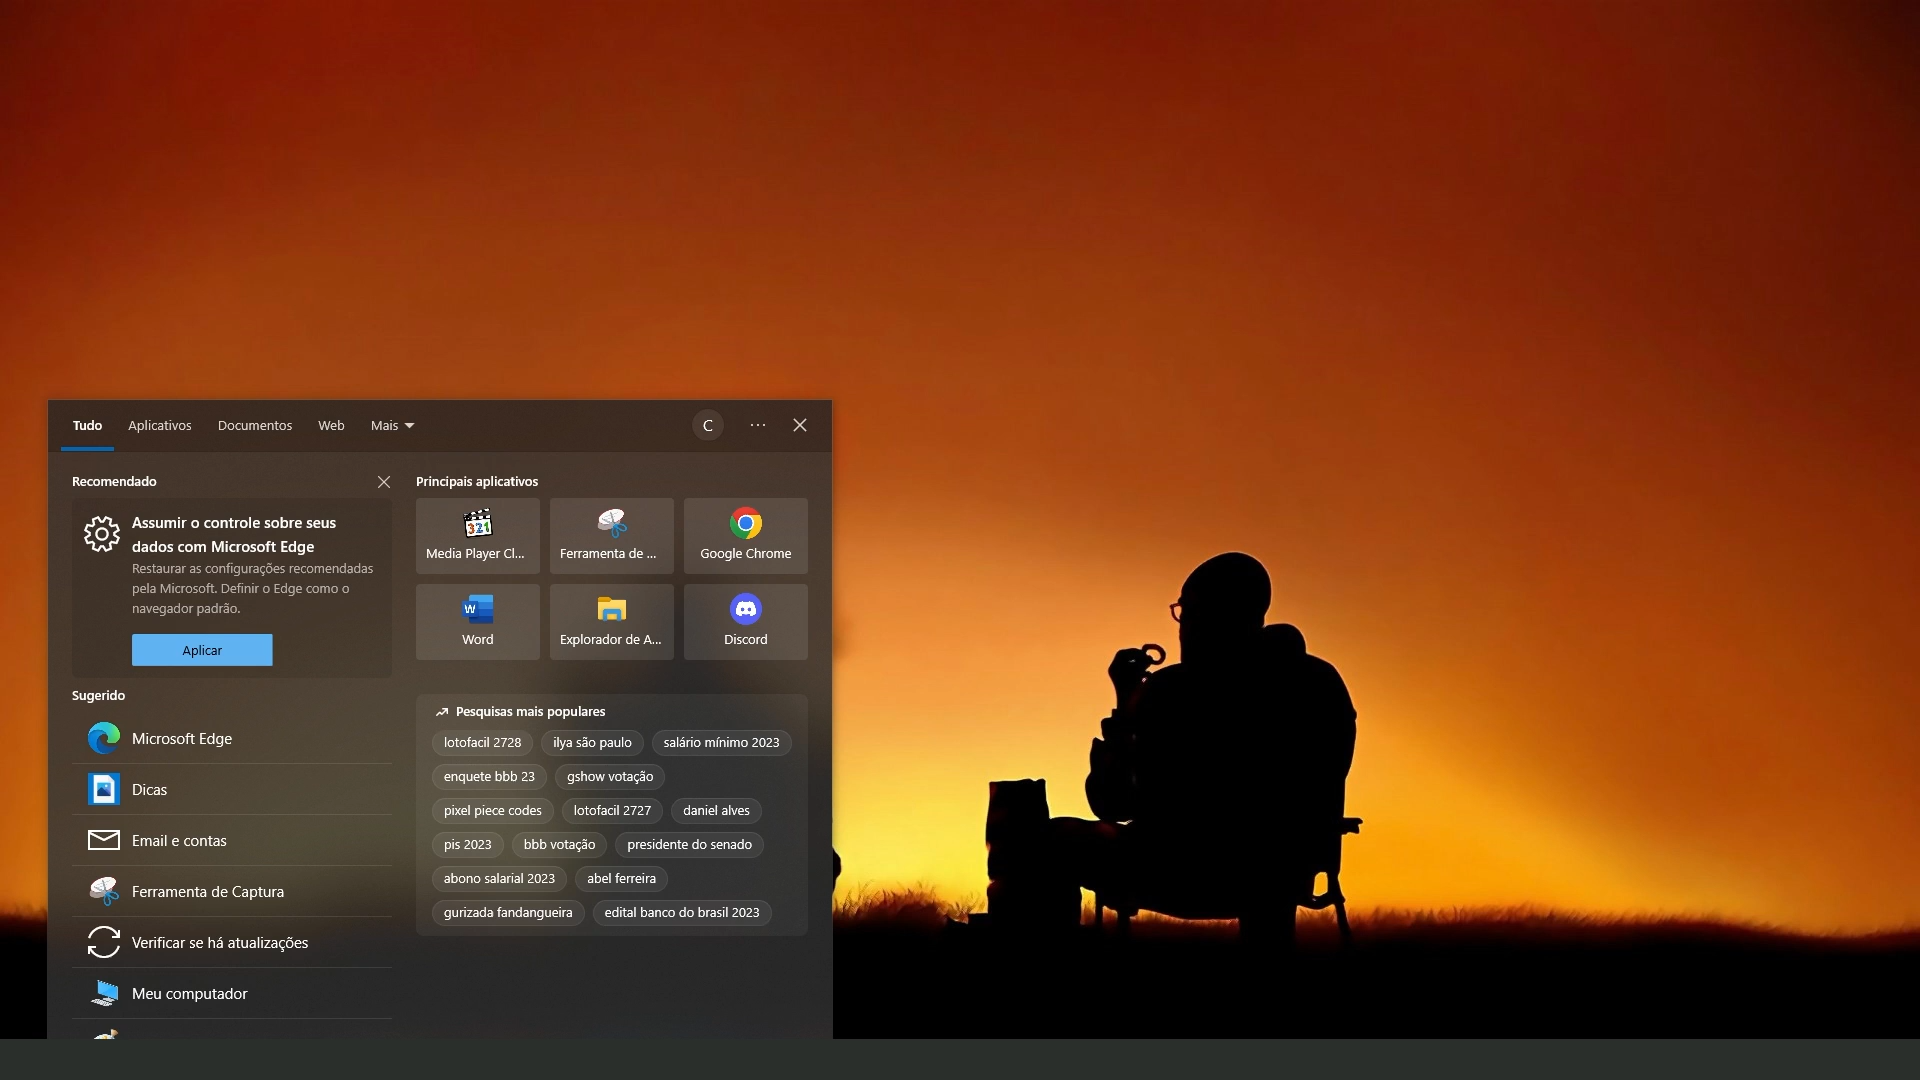 Tudo Aplicativos Documentos Web Mais C ...
Recomendado
Assumir o controle sobre seus
dados com Microsoft Edge
Restaurar as configurações recomendadas
pela Microsoft. Definir o Edge como o
navegador padrão.
Aplicar
Sugerido
Microsoft Edge
Dicas
Email e contas
Ferramenta de Captura
Verificar se há atualizações
Meu computador
Principais aplicativos
321
Media Player Cl... Ferramenta de ... Google Chrome
W
Word Explorador de A... Discord
Pesquisas mais populares
lotofacil 2728 ilya são paulo salário mínimo 2023
enquete bbb 23 gshow votação
pixel piece codes lotofacil 2727 daniel alves
pis 2023 bbb votação presidente do senado
abono salarial 2023 abel ferreira
gurizada fandangueira edital banco do brasil 2023